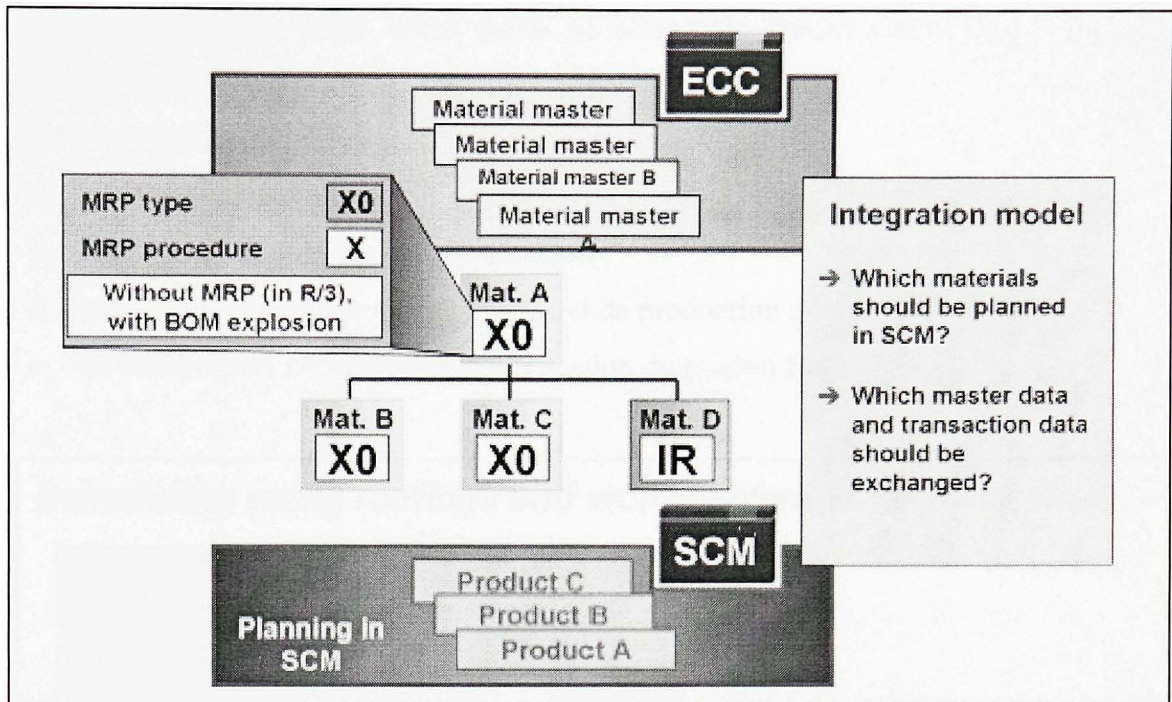 ECC
Material master
Material master
Material master B
Material master
A
MRP type X0
MRP procedure X
Without MRP (in R/3),
with BOM explosion
Mat. A
X0
Mat. B
X0
Mat. C
X0
Mat. D
IR
Integration model
→ Which materials
should be planned
in SCM?
→ Which master data
and transaction data
should be
exchanged?
SCM
Product C
Product B
Product A
Planning in
SCM